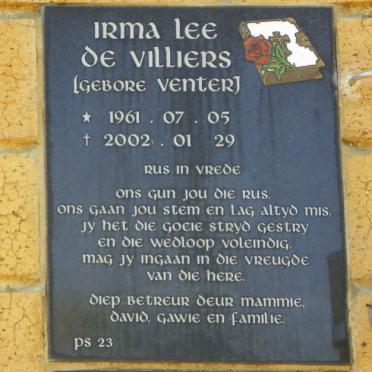 Irma Lee
de Villiers
[gebore Venter]
★ 1961 . 07 . 05
† 2002 . 01 . 29
Rus in vrede
Ons gun jou die rus.
Ons gaan jou stem en lag altyd mis.
Jy het die goeie stryd gestry
en die wedloop voleindig.
Mag jy ingaan in die vreugde
van die Here.
Diep betreur deur Mammie,
David, Gawie en familie.
Ps 23